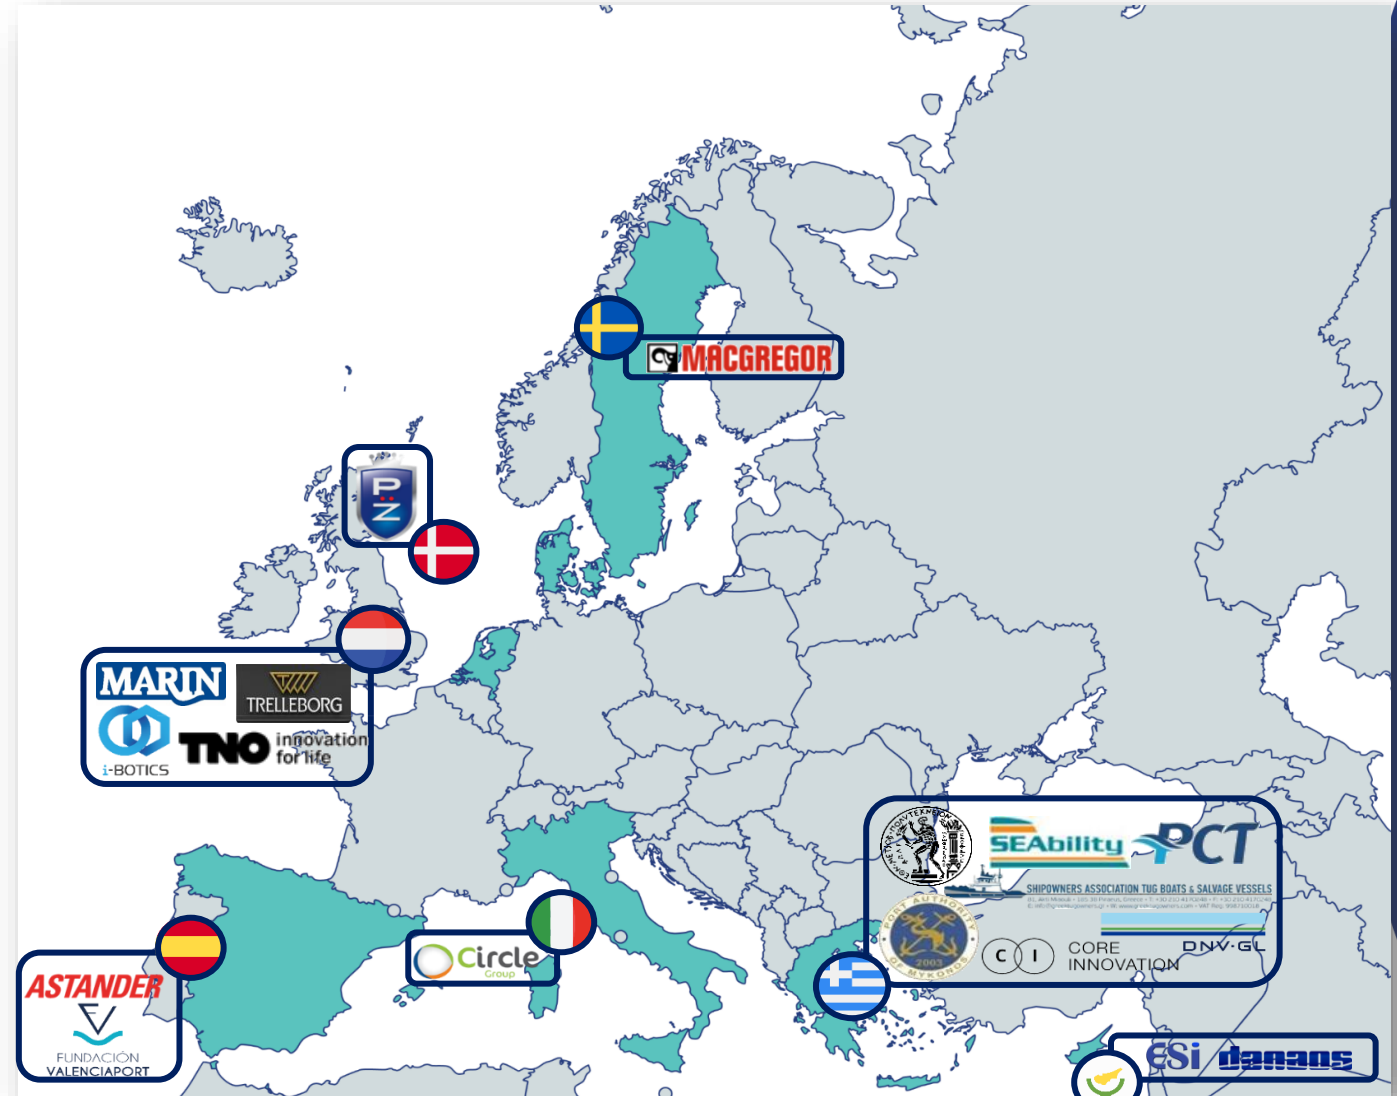 MACGREGOR
P
Z
MARIN
TRELLEBORG
i-BOTICS
TNO innovation
for life
SEAbility
PCT
SHIPOWNERS ASSOCIATION TUG BOATS & SALVAGE VESSELS
PORT AUTHORITY
OF MYKONOS
2003
C I
CORE
INNOVATION
DNV·GL
Circle
Group
ASTANDER
FV
FUNDACIÓN
VALENCIAPORT
ESi
danaos